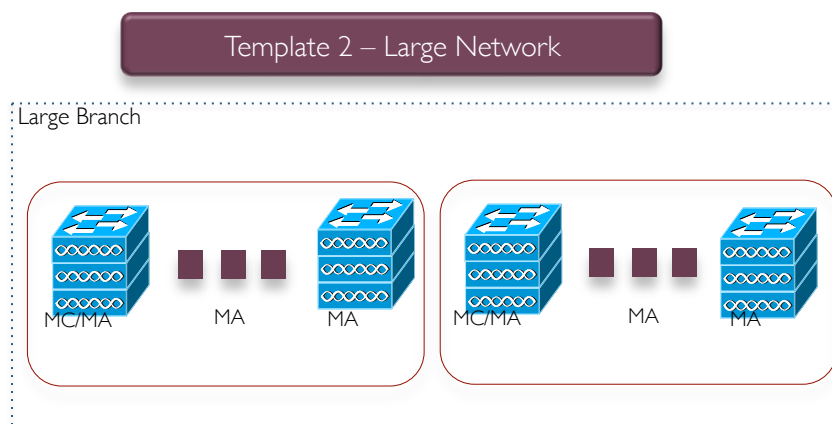 Template 2 – Large Network
Large Branch
MC/MA
MA
MA
MC/MA
MA
MA